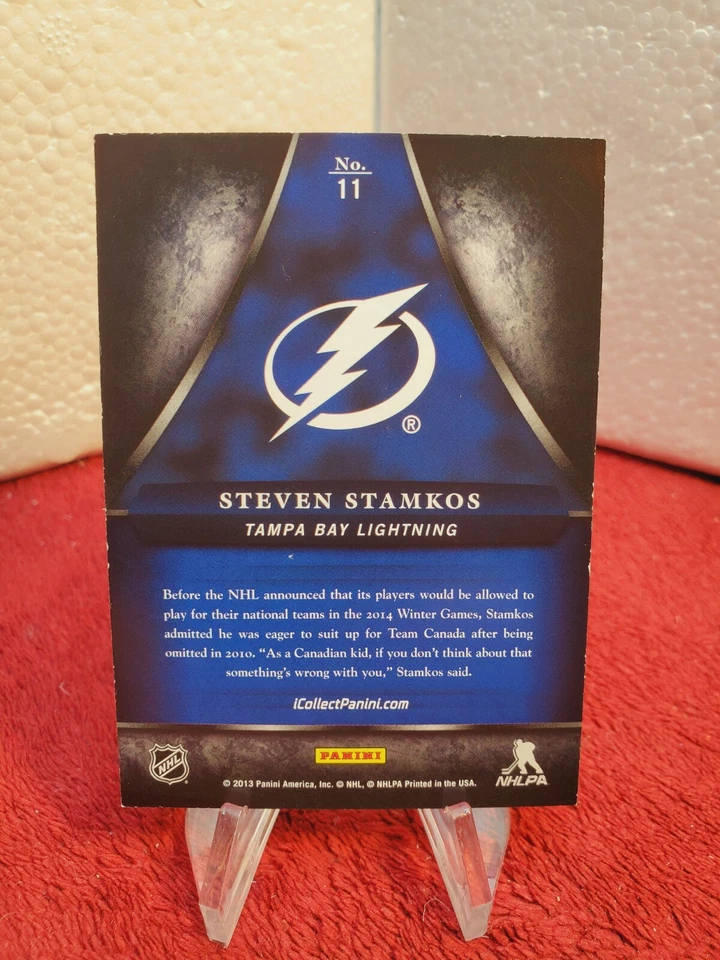 No.
11
®
STEVEN STAMKOS
TAMPA BAY LIGHTNING
Before the NHL announced that its players would be allowed to
play for their national teams in the 2014 Winter Games, Stamkos
admitted he was eager to suit up for Team Canada after being
omitted in 2010. “As a Canadian kid, if you don’t think about that
something’s wrong with you,” Stamkos said.
iCollectPanini.com
NHL
PANINI
NHLPA
© 2013 Panini America, Inc. © NHL, © NHLPA Printed in the USA.